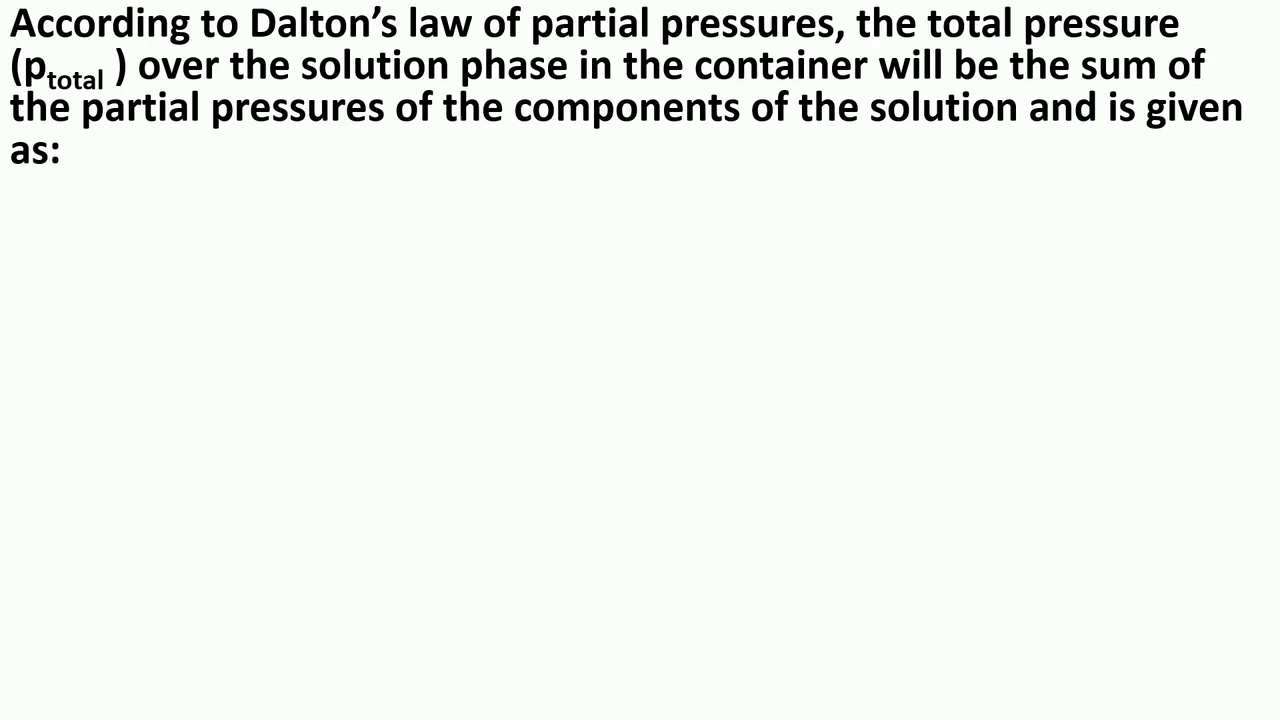 According to Dalton’s law of partial pressures, the total pressure
(p_total ) over the solution phase in the container will be the sum of
the partial pressures of the components of the solution and is given
as: